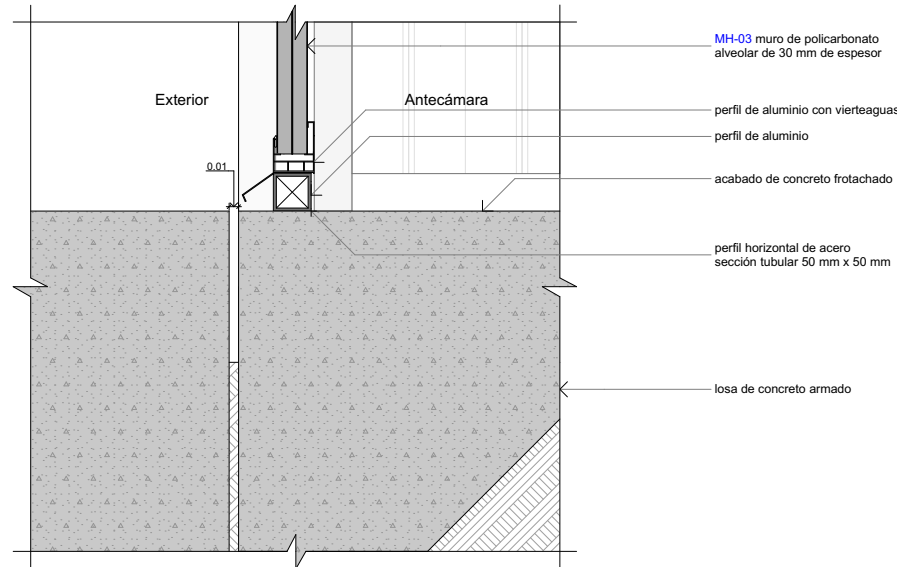 MH-03 muro de policarbonato
alveolar de 30 mm de espesor
Exterior
Antecámara
perfil de aluminio con vierteaguas
perfil de aluminio
0.01
acabado de concreto frotachado
perfil horizontal de acero
sección tubular 50 mm x 50 mm
losa de concreto armado